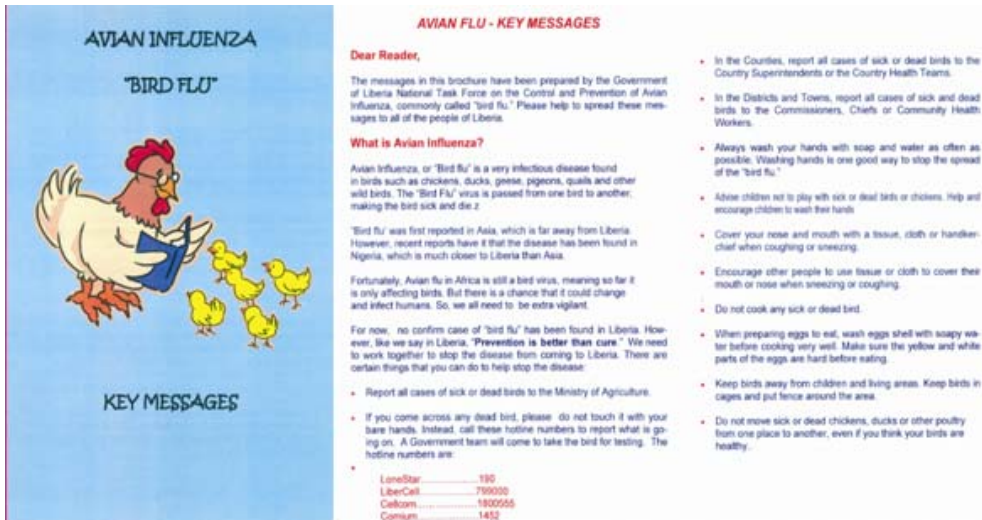 AVIAN INFLUENZA
"BIRD FLU"
KEY MESSAGES
AVIAN FLU - KEY MESSAGES
Dear Reader,
The messages in this brochure have been prepared by the Government
of Liberia National Task Force on the Control and Prevention of Avian
Influenza, commonly called "bird flu." Please help to spread these mes-
sages to all of the people of Liberia.
What is Avian Influenza?
Avian Influenza, or "Bird flu" is a very infectious disease found
in birds such as chickens, ducks, geese, pigeons, quails and other
wild birds. The "Bird Flu" virus is passed from one bird to another,
making the bird sick and die.z
"Bird flu' was first reported in Asia, which is far away from Liberia.
However, recent reports have it that the disease has been found in
Nigeria, which is much closer to Liberia than Asia.
Fortunately, Avian flu in Africa is still a bird virus, meaning so far it
is only affecting birds. But there is a chance that it could change
and infect humans. So, we all need to be extra vigilant.
For now, no confirm case of "bird flu" has been found in Liberia. How-
ever, like we say in Liberia, "Prevention is better than cure." We need
to work together to stop the disease from coming to Liberia. There are
certain things that you can do to help stop the disease:
• Report all cases of sick or dead birds to the Ministry of Agriculture.
• If you come across any dead bird, please do not touch it with your
bare hands. Instead, call these hotline numbers to report what is go-
ing on. A Government team will come to take the bird for testing. The
hotline numbers are:
•
LoneStar.................190
LiberCell.................799000
Cellcom..................1800555
Comium.................1452
• In the Counties, report all cases of sick or dead birds to the
Country Superintendents or the Country Health Teams.
• In the Districts and Towns, report all cases of sick and dead
birds to the Commissioners, Chiefs or Community Health
Workers.
• Always wash your hands with soap and water as often as
possible. Washing hands is one good way to stop the spread
of the "bird flu."
• Advise children not to play with sick or dead birds or chickens. Help and
encourage children to wash their hands
• Cover your nose and mouth with a tissue, cloth or handker-
chief when coughing or sneezing.
• Encourage other people to use tissue or cloth to cover their
mouth or nose when sneezing or coughing.
• Do not cook any sick or dead bird.
• When preparing eggs to eat, wash eggs shell with soapy wa-
ter before cooking very well. Make sure the yellow and white
parts of the eggs are hard before eating.
• Keep birds away from children and living areas. Keep birds in
cages and put fence around the area.
• Do not move sick or dead chickens, ducks or other poultry
from one place to another, even if you think your birds are
healthy..